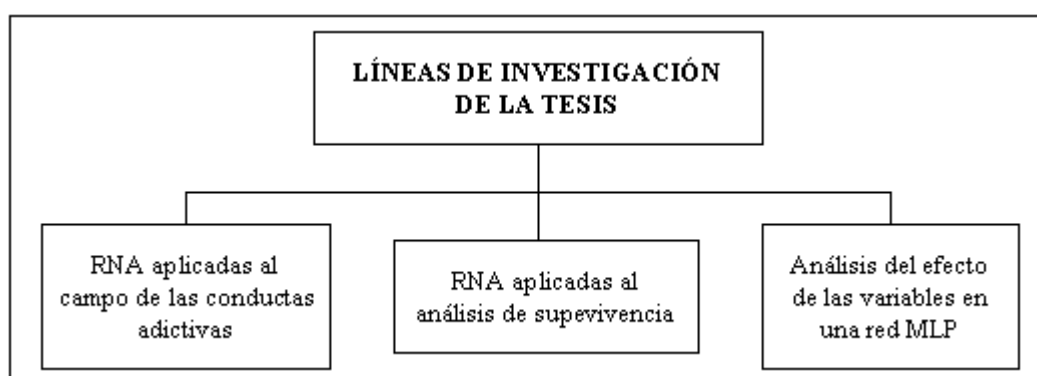 LÍNEAS DE INVESTIGACIÓN
DE LA TESIS
RNA aplicadas al
campo de las conductas
adictivas
RNA aplicadas al
análisis de supevivencia
Análisis del efecto
de las variables en
una red MLP